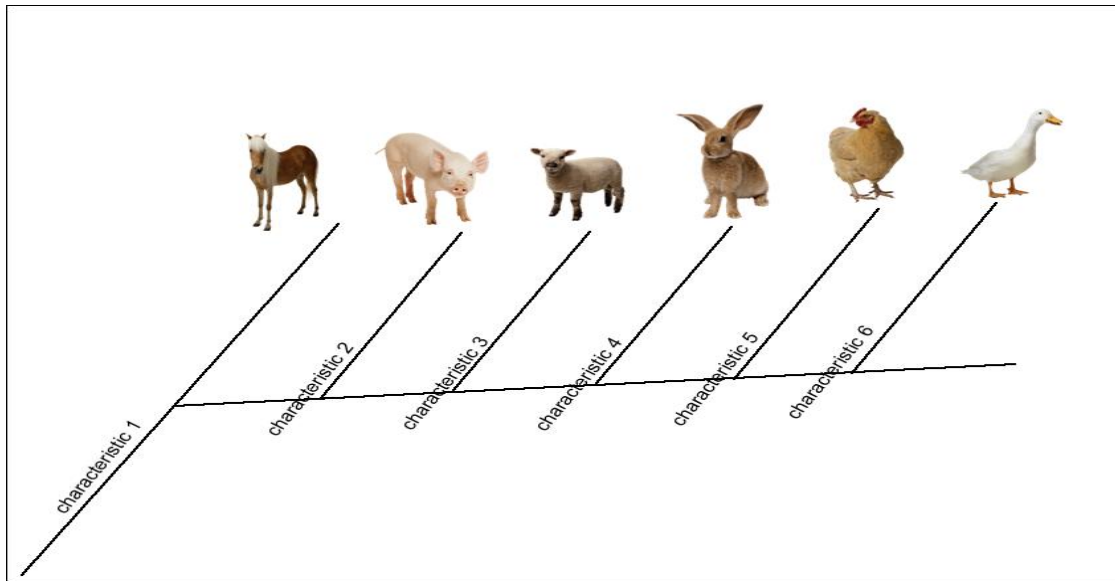 characteristic 1
characteristic 2
characteristic 3
characteristic 4
characteristic 5
characteristic 6